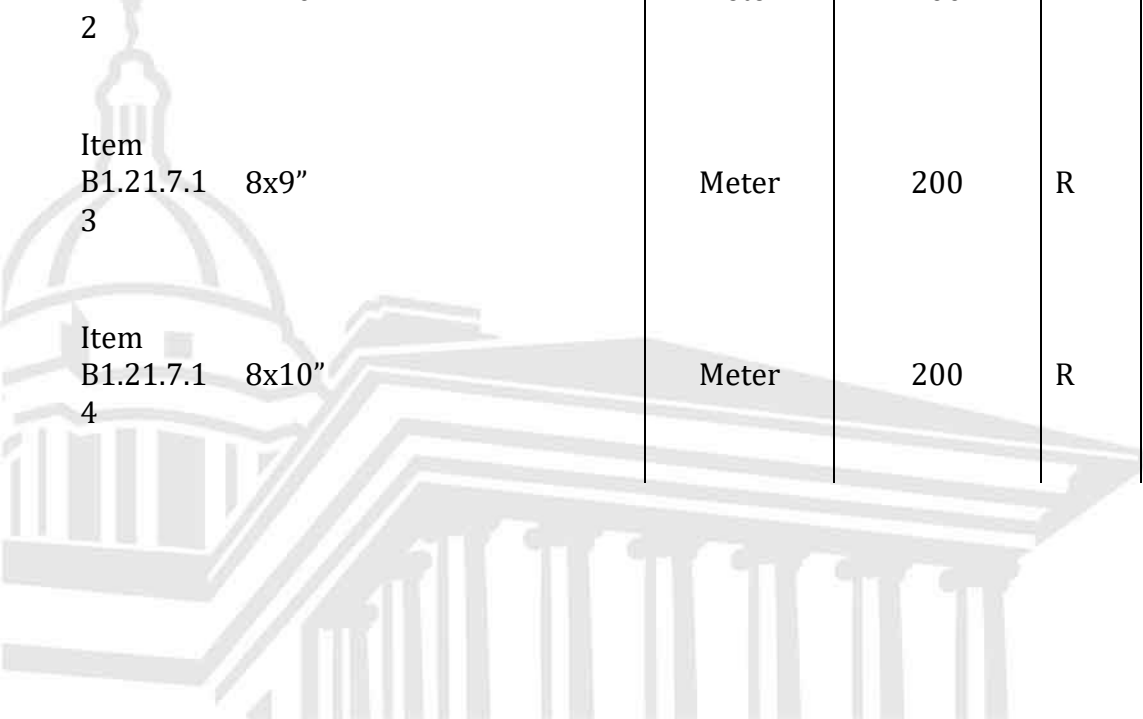 2
Item
B1.21.7.1 8x9” Meter 200 R
3
Item
B1.21.7.1 8x10” Meter 200 R
4